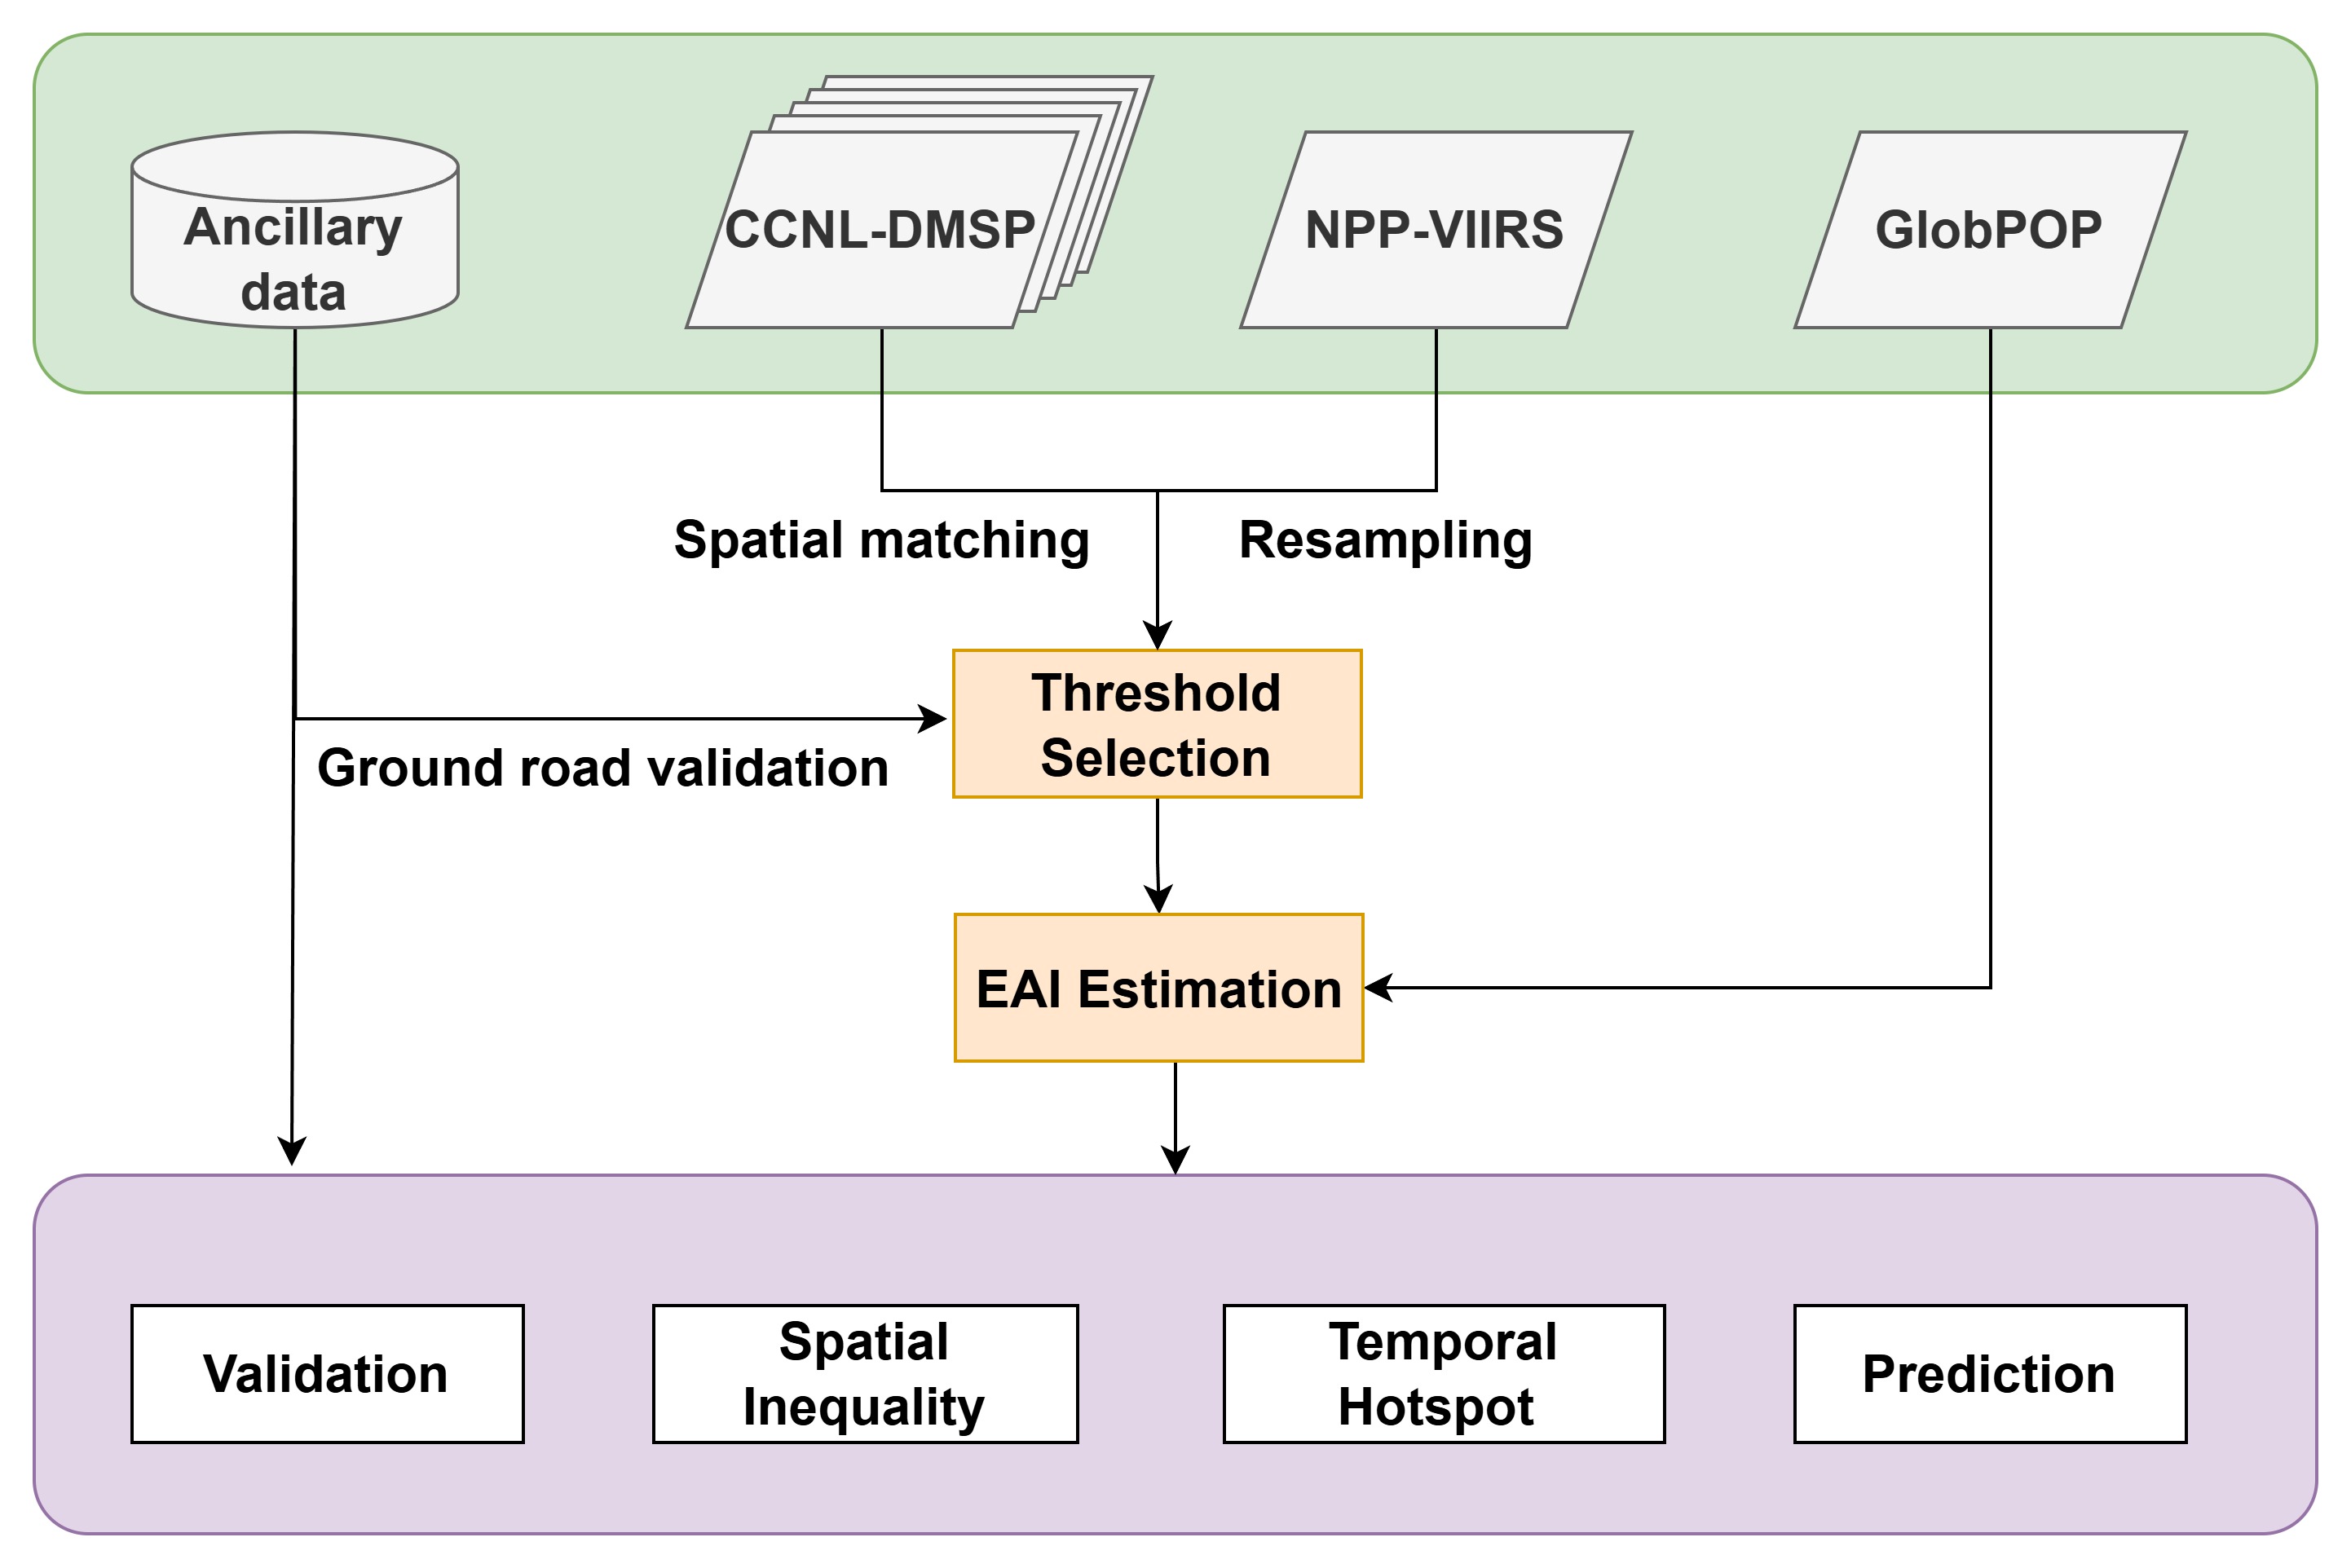 Ancillary
data
CCNL-DMSP
NPP-VIIRS
GlobPOP
Spatial matching
Resampling
Threshold
Selection
Ground road validation
EAI Estimation
Validation
Spatial
Inequality
Temporal
Hotspot
Prediction